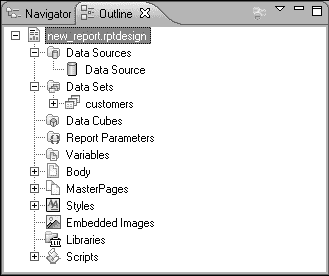 Navigator Outline
new_report.rptdesign
Data Sources
Data Source
Data Sets
customers
Data Cubes
Report Parameters
Variables
Body
MasterPages
Styles
Embedded Images
Libraries
Scripts